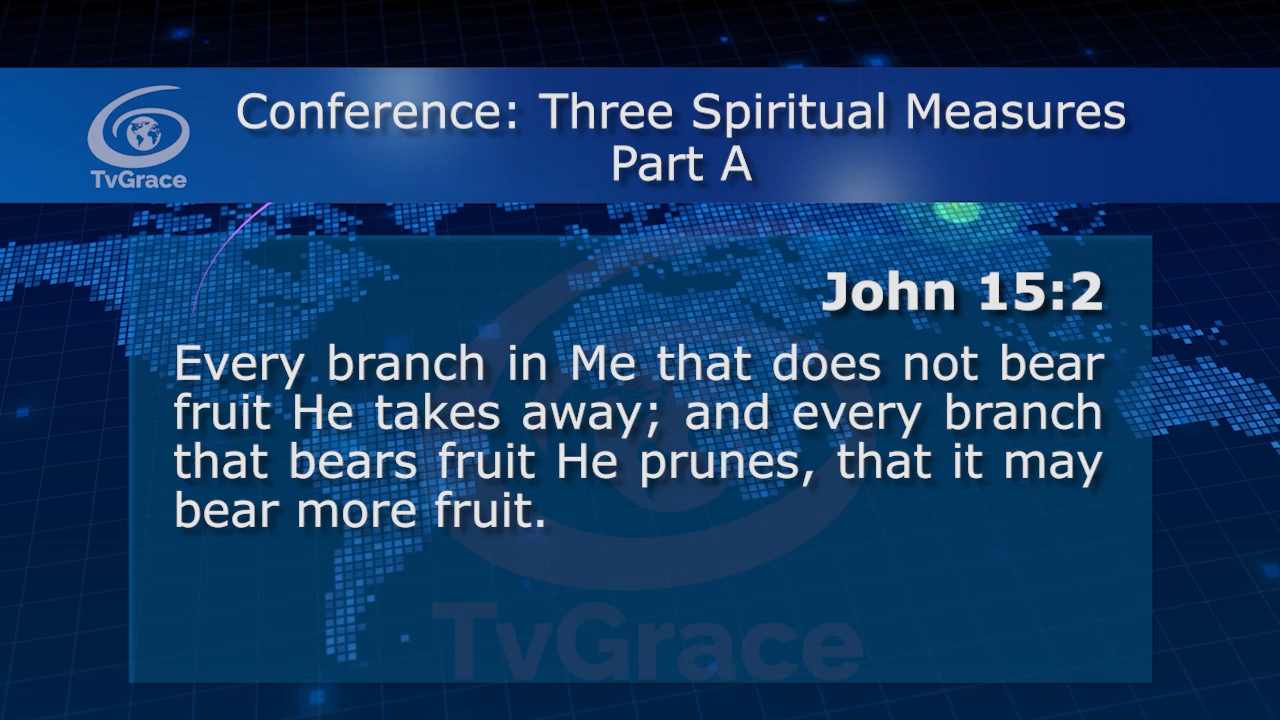 Conference: Three Spiritual Measures
Part A
TvGrace
John 15:2
Every branch in Me that does not bear
fruit He takes away; and every branch
that bears fruit He prunes, that it may
bear more fruit.
TvGrace